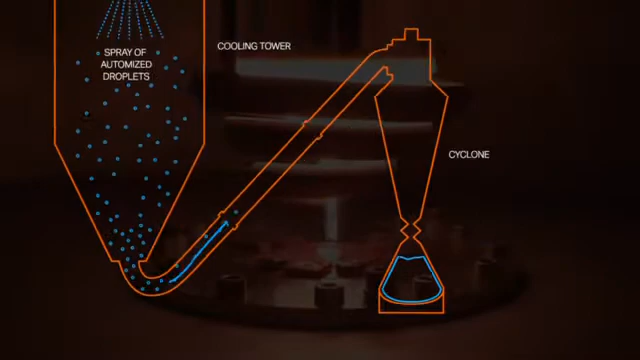 SPRAY OF
AUTOMIZED
DROPLETS
COOLING TOWER
CYCLONE